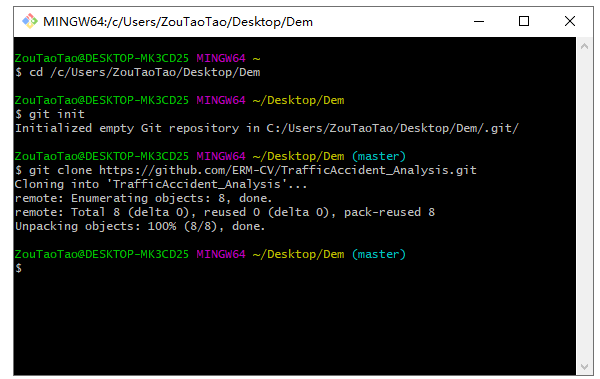 MINGW64:/c/Users/ZouTaoTao/Desktop/Dem
ZouTaoTao@DESKTOP-MK3CD25 MINGW64 ~
$ cd /c/Users/ZouTaoTao/Desktop/Dem
ZouTaoTao@DESKTOP-MK3CD25 MINGW64 ~/Desktop/Dem
$ git init
Initialized empty Git repository in C:/Users/ZouTaoTao/Desktop/Dem/.git/
ZouTaoTao@DESKTOP-MK3CD25 MINGW64 ~/Desktop/Dem (master)
$ git clone https://github.com/ERM-CV/TrafficAccident_Analysis.git
Cloning into 'TrafficAccident_Analysis'...
remote: Enumerating objects: 8, done.
remote: Total 8 (delta 0), reused 0 (delta 0), pack-reused 8
Unpacking objects: 100% (8/8), done.
ZouTaoTao@DESKTOP-MK3CD25 MINGW64 ~/Desktop/Dem (master)
$